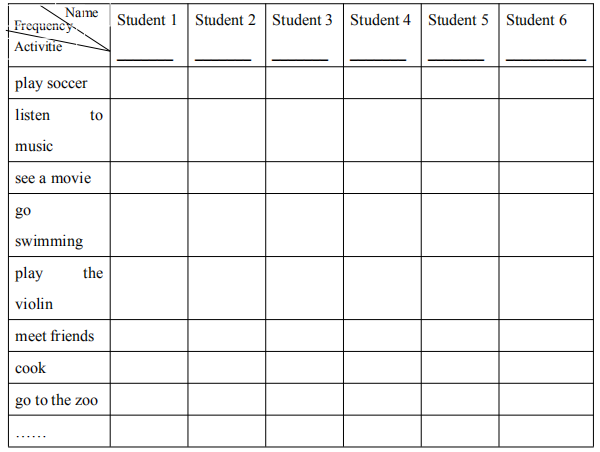 Name
Frequency
Activitie
Student 1 Student 2 Student 3 Student 4 Student 5 Student 6
play soccer
listen to
music
see a movie
go
swimming
play the
violin
meet friends
cook
go to the zoo
……